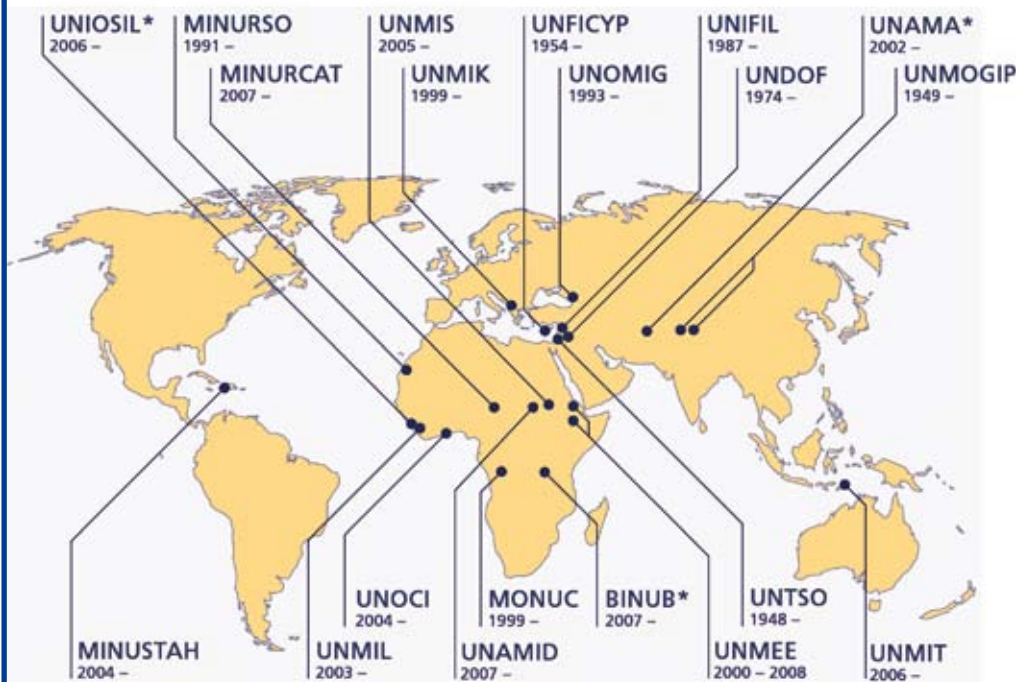 UNIOSIL*
2006 –
MINURSO
1991 –
UNMIS
2005 –
UNFICYP
1954 –
UNIFIL
1987 –
UNAMA*
2002 –
MINURCAT
2007 –
UNMIK
1999 –
UNOMIG
1993 –
UNDOF
1974 –
UNMOGIP
1949 –
UNOCI
2004 –
MONUC
1999 –
BINUB*
2007 –
UNTSO
1948 –
MINUSTAH
2004 –
UNMIL
2003 –
UNAMID
2007 –
UNMEE
2000 – 2008
UNMIT
2006 –